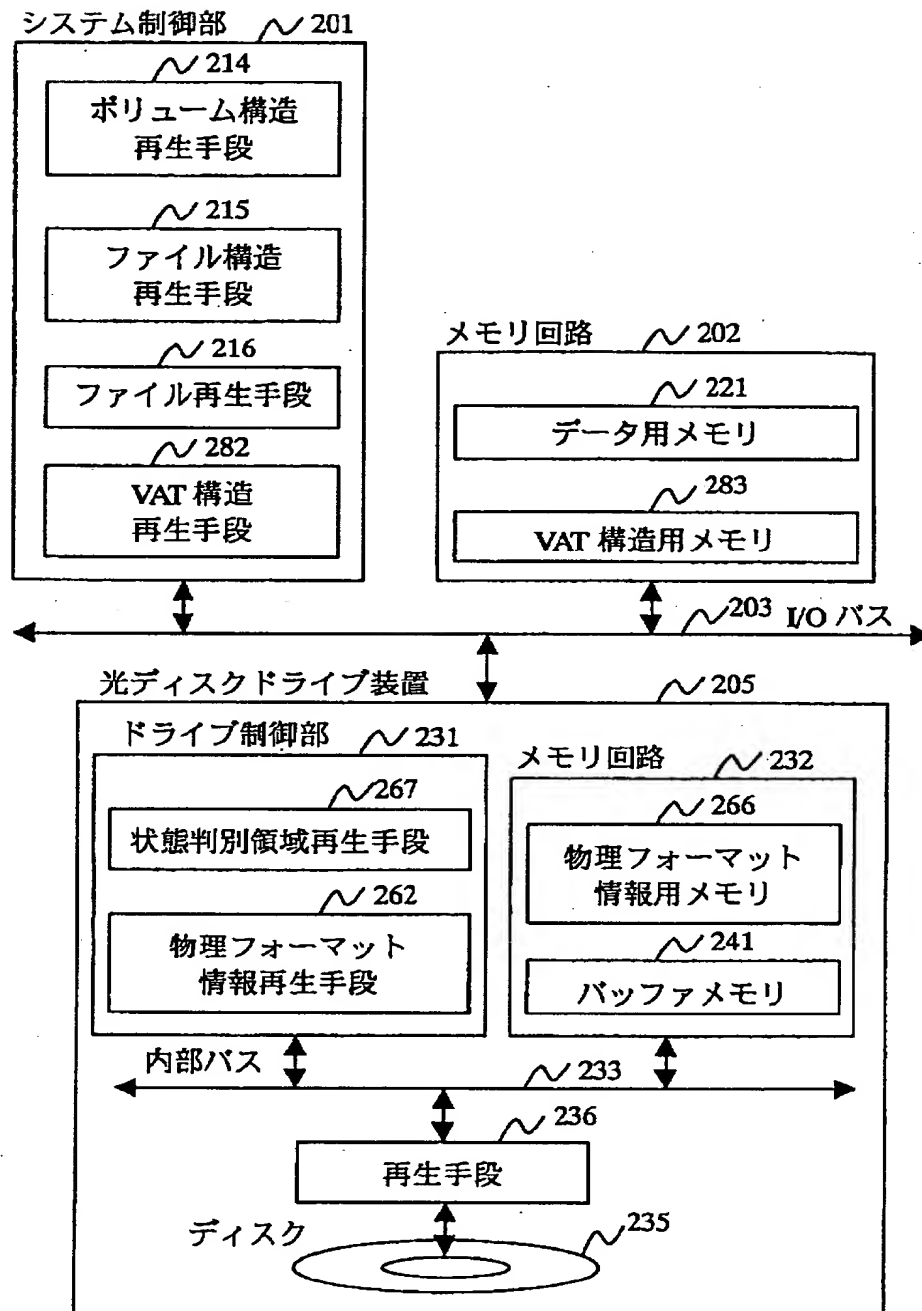 システム制御部 201
214
ボリューム構造
再生手段
215
ファイル構造
再生手段
216
ファイル再生手段
282
VAT 構造
再生手段
メモリ回路 202
221
データ用メモリ
283
VAT 構造用メモリ
203 I/O バス
光ディスクドライブ装置 205
ドライブ制御部 231
267
状態判別領域再生手段
262
物理フォーマット
情報再生手段
メモリ回路 232
266
物理フォーマット
情報用メモリ
241
バッファメモリ
内部バス 233
236
再生手段
ディスク 235